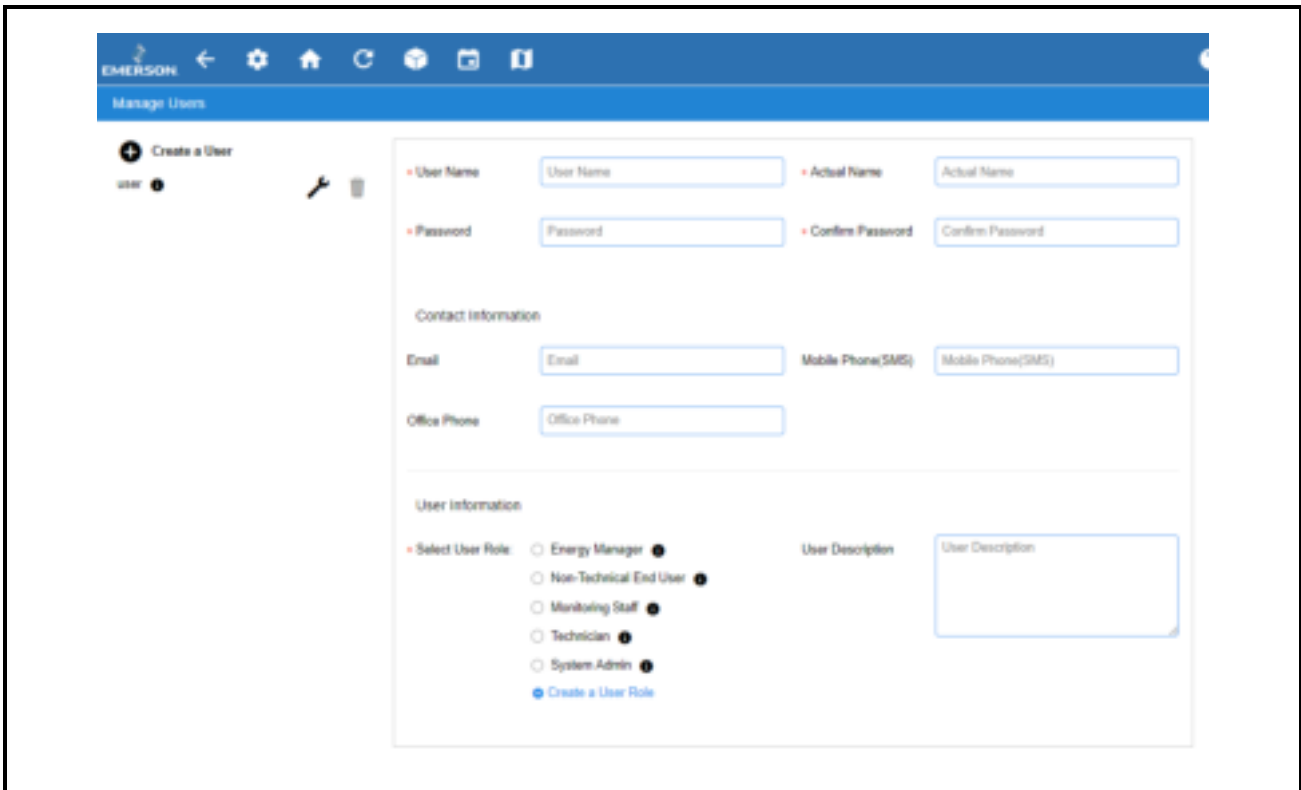 EMERSON
Manage Users
Create a User
user
* User Name User Name * Actual Name Actual Name
* Password Password * Confirm Password Confirm Password
Contact Information
Email Email Mobile Phone(SMS) Mobile Phone(SMS)
Office Phone Office Phone
User Information
* Select User Role: Energy Manager User Description User Description
Non-Technical End User
Monitoring Staff
Technician
System Admin
Create a User Role